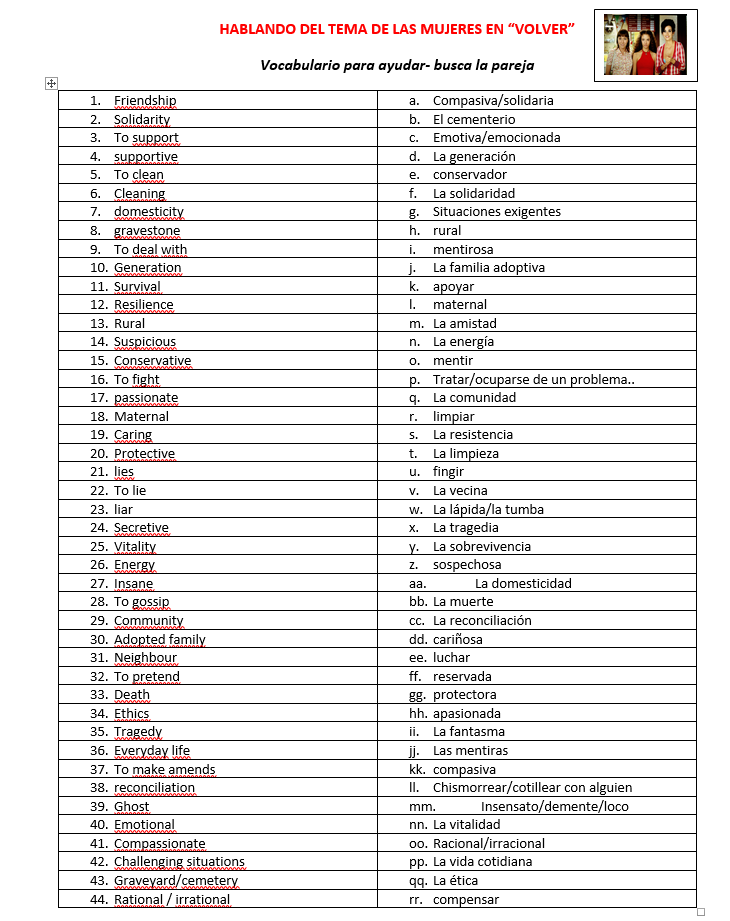 HABLANDO DEL TEMA DE LAS MUJERES EN “VOLVER”
Vocabulario para ayudar- busca la pareja
1. Friendship a. Compasiva/solidaria
2. Solidarity b. El cementerio
3. To support c. Emotiva/emocionada
4. supportive d. La generación
5. To clean e. conservador
6. Cleaning f. La solidaridad
7. domesticity g. Situaciones exigentes
8. gravestone h. rural
9. To deal with i. mentirosa
10. Generation j. La familia adoptiva
11. Survival k. apoyar
12. Resilience l. maternal
13. Rural m. La amistad
14. Suspicious n. La energía
15. Conservative o. mentir
16. To fight p. Tratar/ocuparse de un problema..
17. passionate q. La comunidad
18. Maternal r. limpiar
19. Caring s. La resistencia
20. Protective t. La limpieza
21. lies u. fingir
22. To lie v. La vecina
23. liar w. La lápida/la tumba
24. Secretive x. La tragedia
25. Vitality y. La sobrevivencia
26. Energy z. sospechosa
27. Insane aa. La domesticidad
28. To gossip bb. La muerte
29. Community cc. La reconciliación
30. Adopted family dd. cariñosa
31. Neighbour ee. luchar
32. To pretend ff. reservada
33. Death gg. protectora
34. Ethics hh. apasionada
35. Tragedy ii. La fantasma
36. Everyday life jj. Las mentiras
37. To make amends kk. compasiva
38. reconciliation ll. Chismorrear/cotillear con alguien
39. Ghost mm. Insensato/demente/loco
40. Emotional nn. La vitalidad
41. Compassionate oo. Racional/irracional
42. Challenging situations pp. La vida cotidiana
43. Graveyard/cemetery qq. La ética
44. Rational / irrational rr. compensar